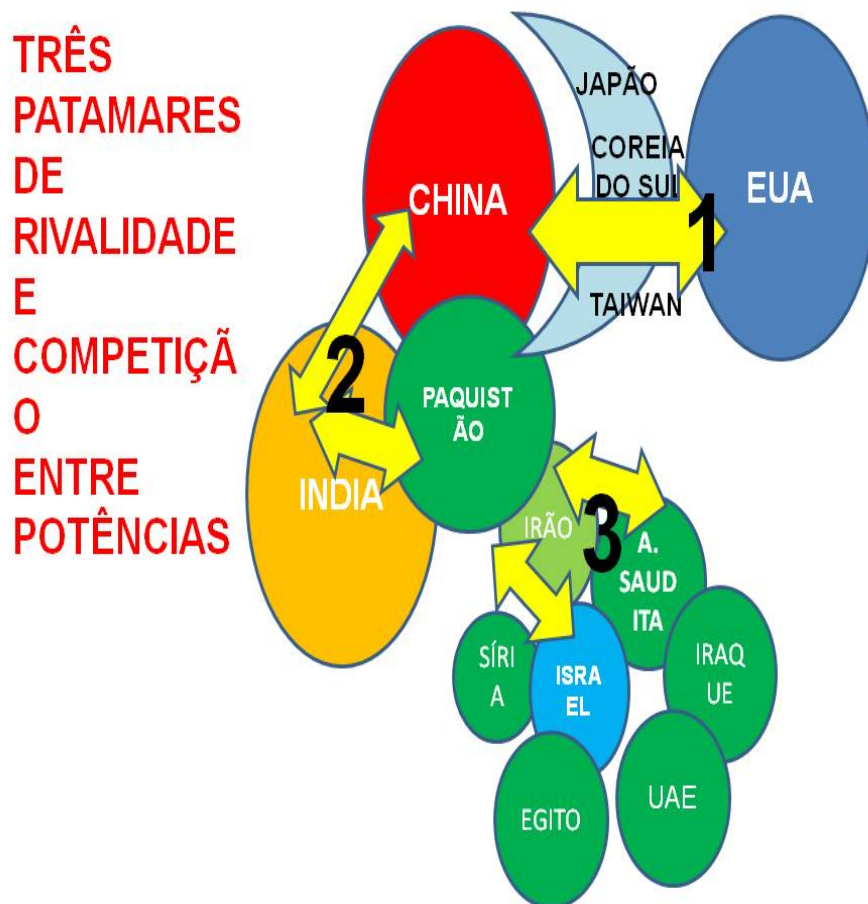 TRÊS
PATAMARES
DE
RIVALIDADE
E
COMPETIÇÃ
O
ENTRE
POTÊNCIAS
JAPÃO
COREIA
DO SUL
TAIWAN
CHINA
EUA
1
2
PAQUIST
ÃO
INDIA
IRÃO
3
A.
SAUD
ITA
SÍRI
A
ISRA
EL
IRAQ
UE
EGITO
UAE